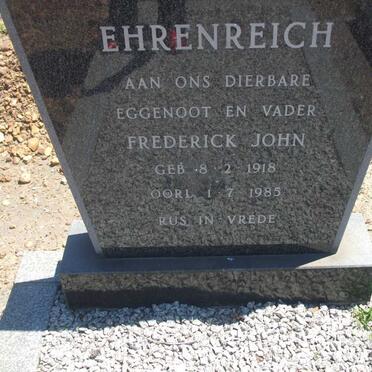 EHRENREICH
AAN ONS DIERBARE
EGGENOOT EN VADER
FREDERICK JOHN
GEB ·8·2 1918
OORL 1·7 1985
RUS IN VREDE